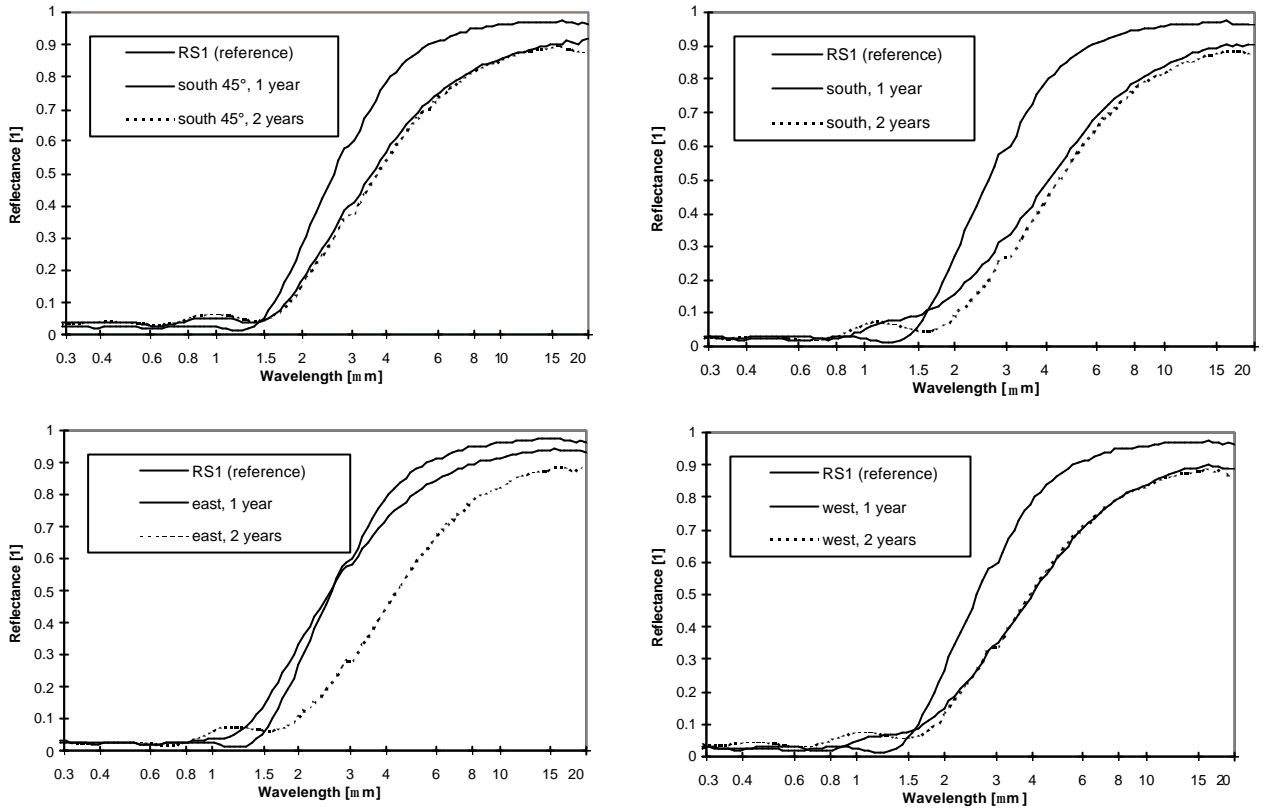 1
0.9
0.8
0.7
0.6
0.5
0.4
0.3
0.2
0.1
0
Reflectance [1]
RS1 (reference)
south 45°, 1 year
south 45°, 2 years
0.3 0.4 0.6 0.8 1 1.5 2 3 4 6 8 10 15 20
Wavelength [mm]
1
0.9
0.8
0.7
0.6
0.5
0.4
0.3
0.2
0.1
0
Reflectance [1]
RS1 (reference)
south, 1 year
south, 2 years
0.3 0.4 0.6 0.8 1 1.5 2 3 4 6 8 10 15 20
Wavelength [mm]
1
0.9
0.8
0.7
0.6
0.5
0.4
0.3
0.2
0.1
0
Reflectance [1]
RS1 (reference)
east, 1 year
east, 2 years
0.3 0.4 0.6 0.8 1 1.5 2 3 4 6 8 10 15 20
Wavelength [mm]
1
0.9
0.8
0.7
0.6
0.5
0.4
0.3
0.2
0.1
0
Reflectance [1]
RS1 (reference)
west, 1 year
west, 2 years
0.3 0.4 0.6 0.8 1 1.5 2 3 4 6 8 10 15 20
Wavelength [mm]